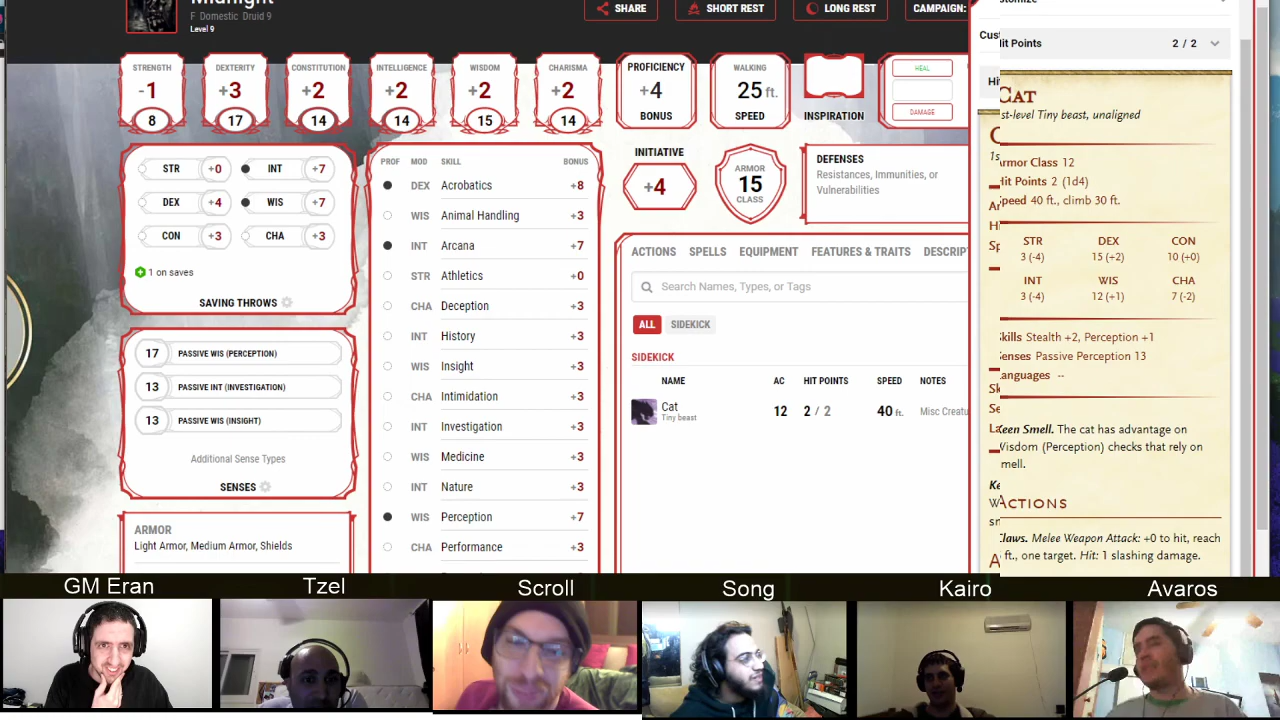 Midnight
F Domestic Druid 9
Level 9
SHARE
SHORT REST
LONG REST
CAMPAIGN:
STRENGTH
-1
8
DEXTERITY
+3
17
CONSTITUTION
+2
14
INTELLIGENCE
+2
14
WISDOM
+2
15
CHARISMA
+2
14
PROFICIENCY
+4
BONUS
WALKING
25 ft.
SPEED
INSPIRATION
HEAL
DAMAGE
STR +0
INT +7
DEX +4
WIS +7
CON +3
CHA +3
1 on saves
SAVING THROWS
17 PASSIVE WIS (PERCEPTION)
13 PASSIVE INT (INVESTIGATION)
13 PASSIVE WIS (INSIGHT)
Additional Sense Types
SENSES
ARMOR
Light Armor, Medium Armor, Shields
PROF MOD SKILL BONUS
DEX Acrobatics +8
WIS Animal Handling +3
INT Arcana +7
STR Athletics +0
CHA Deception +3
INT History +3
WIS Insight +3
CHA Intimidation +3
INT Investigation +3
WIS Medicine +3
INT Nature +3
WIS Perception +7
CHA Performance +3
INITIATIVE
+4
ARMOR
15
CLASS
DEFENSES
Resistances, Immunities, or
Vulnerabilities
ACTIONS SPELLS EQUIPMENT FEATURES & TRAITS DESCRIP
Search Names, Types, or Tags
ALL SIDEKICK
SIDEKICK
NAME AC HIT POINTS SPEED NOTES
Cat 12 2 / 2 40 ft. Misc Creatu
Tiny beast
ustomize
Cus
Hit Points 2 / 2
Hi
CAT
st-level Tiny beast, unaligned
Armor Class 12
Hit Points 2 (1d4)
Speed 40 ft., climb 30 ft.
STR DEX CON
3 (-4) 15 (+2) 10 (+0)
INT WIS CHA
3 (-4) 12 (+1) 7 (-2)
Skills Stealth +2, Perception +1
Senses Passive Perception 13
Languages --
Keen Smell. The cat has advantage on
Wisdom (Perception) checks that rely on
smell.
ACTIONS
Claws. Melee Weapon Attack: +0 to hit, reach
ft., one target. Hit: 1 slashing damage.
GM Eran
Tzel
Scroll
Song
Kairo
Avaros